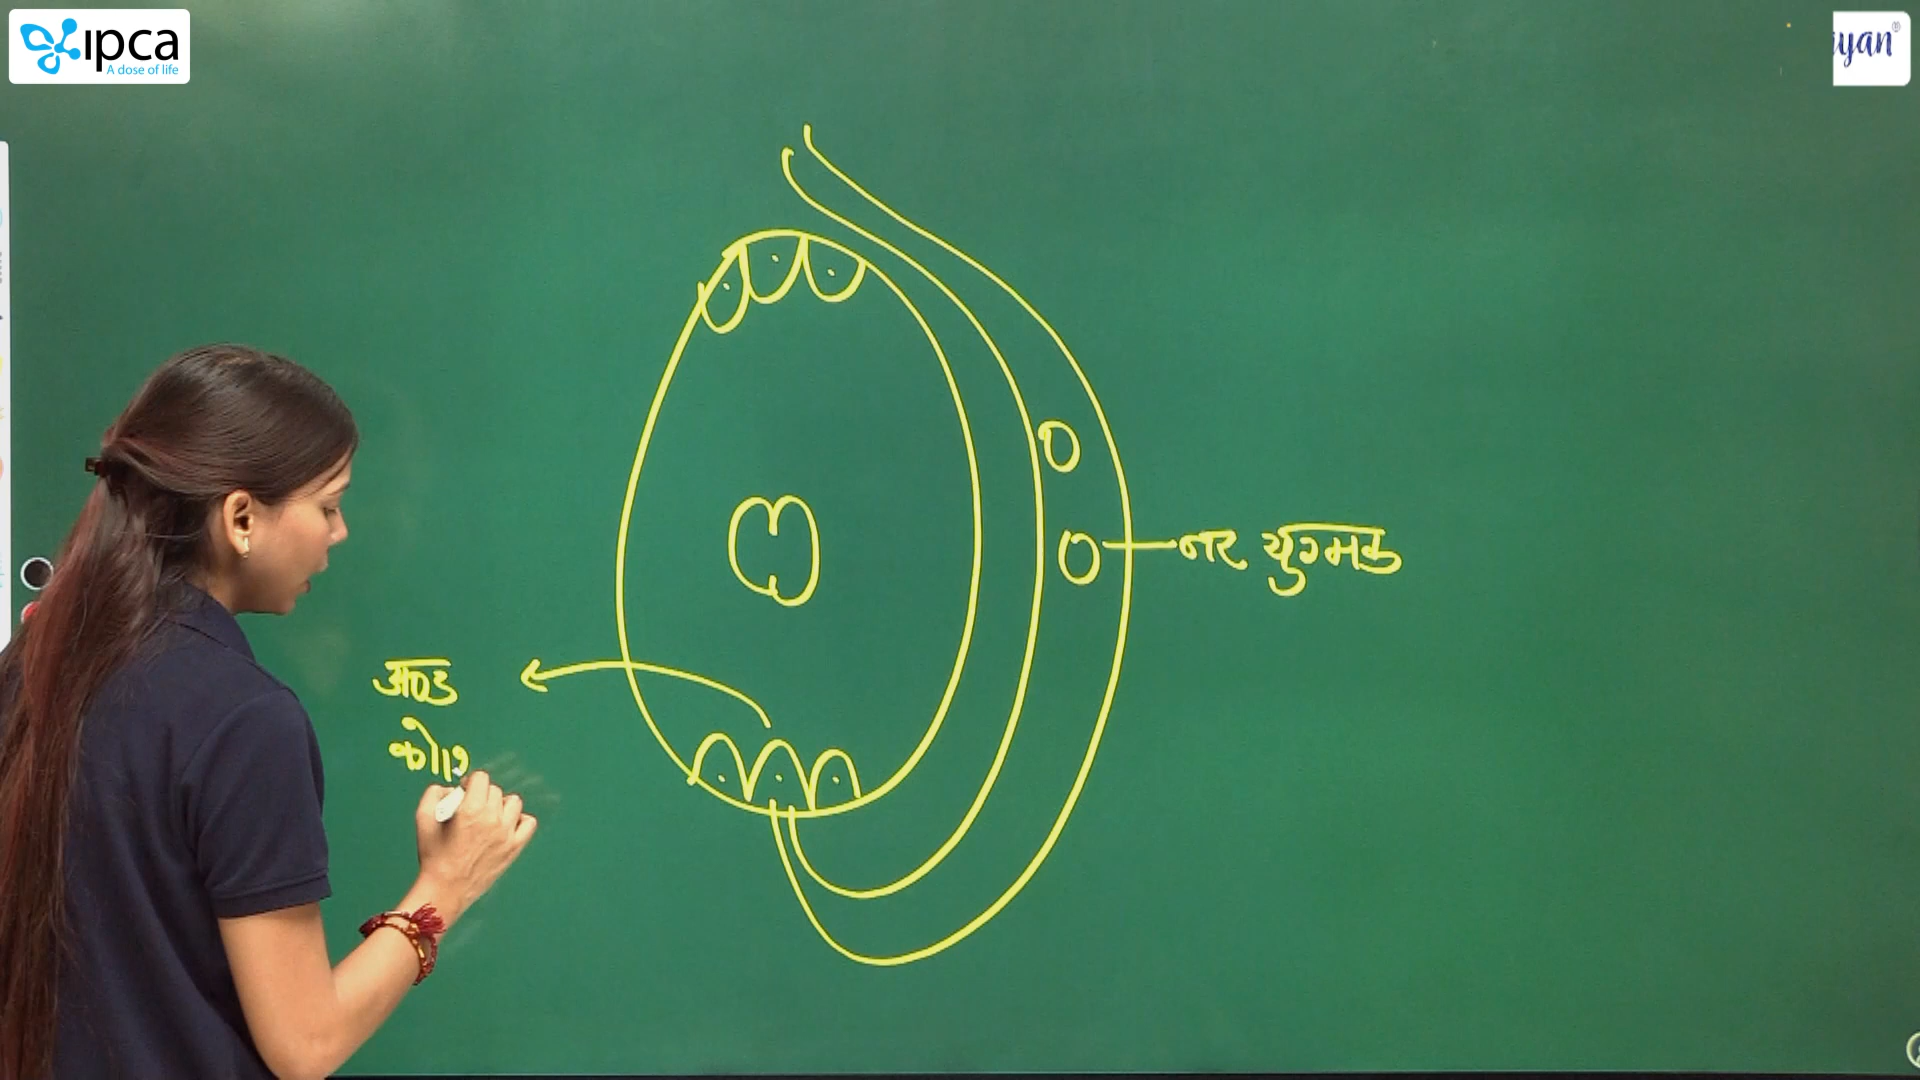 ipca
A dose of life
yan®
नर युग्मक
अण्ड
कोशि